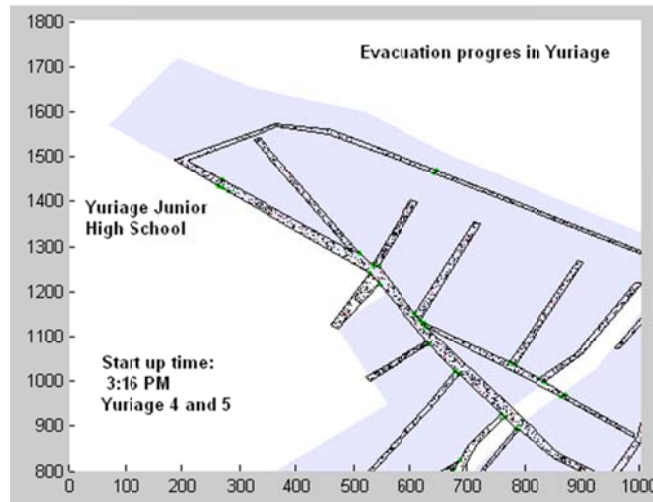 1800
1700
1600
1500
1400
1300
1200
1100
1000
900
800
Evacuation progres in Yuriage
Yuriage Junior
High School
Start up time:
3:16 PM
Yuriage 4 and 5
0 100 200 300 400 500 600 700 800 900 1000